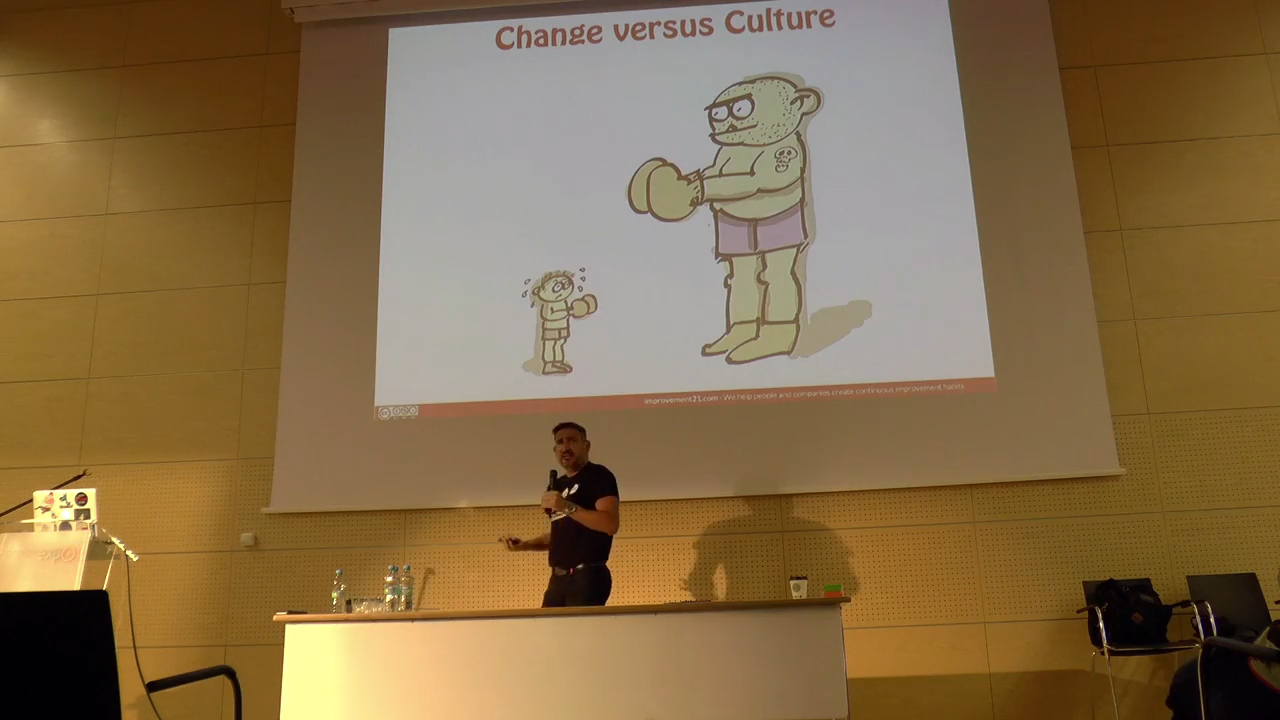 Change versus Culture
improvement21.com - We help people and companies create continuous improvement habits